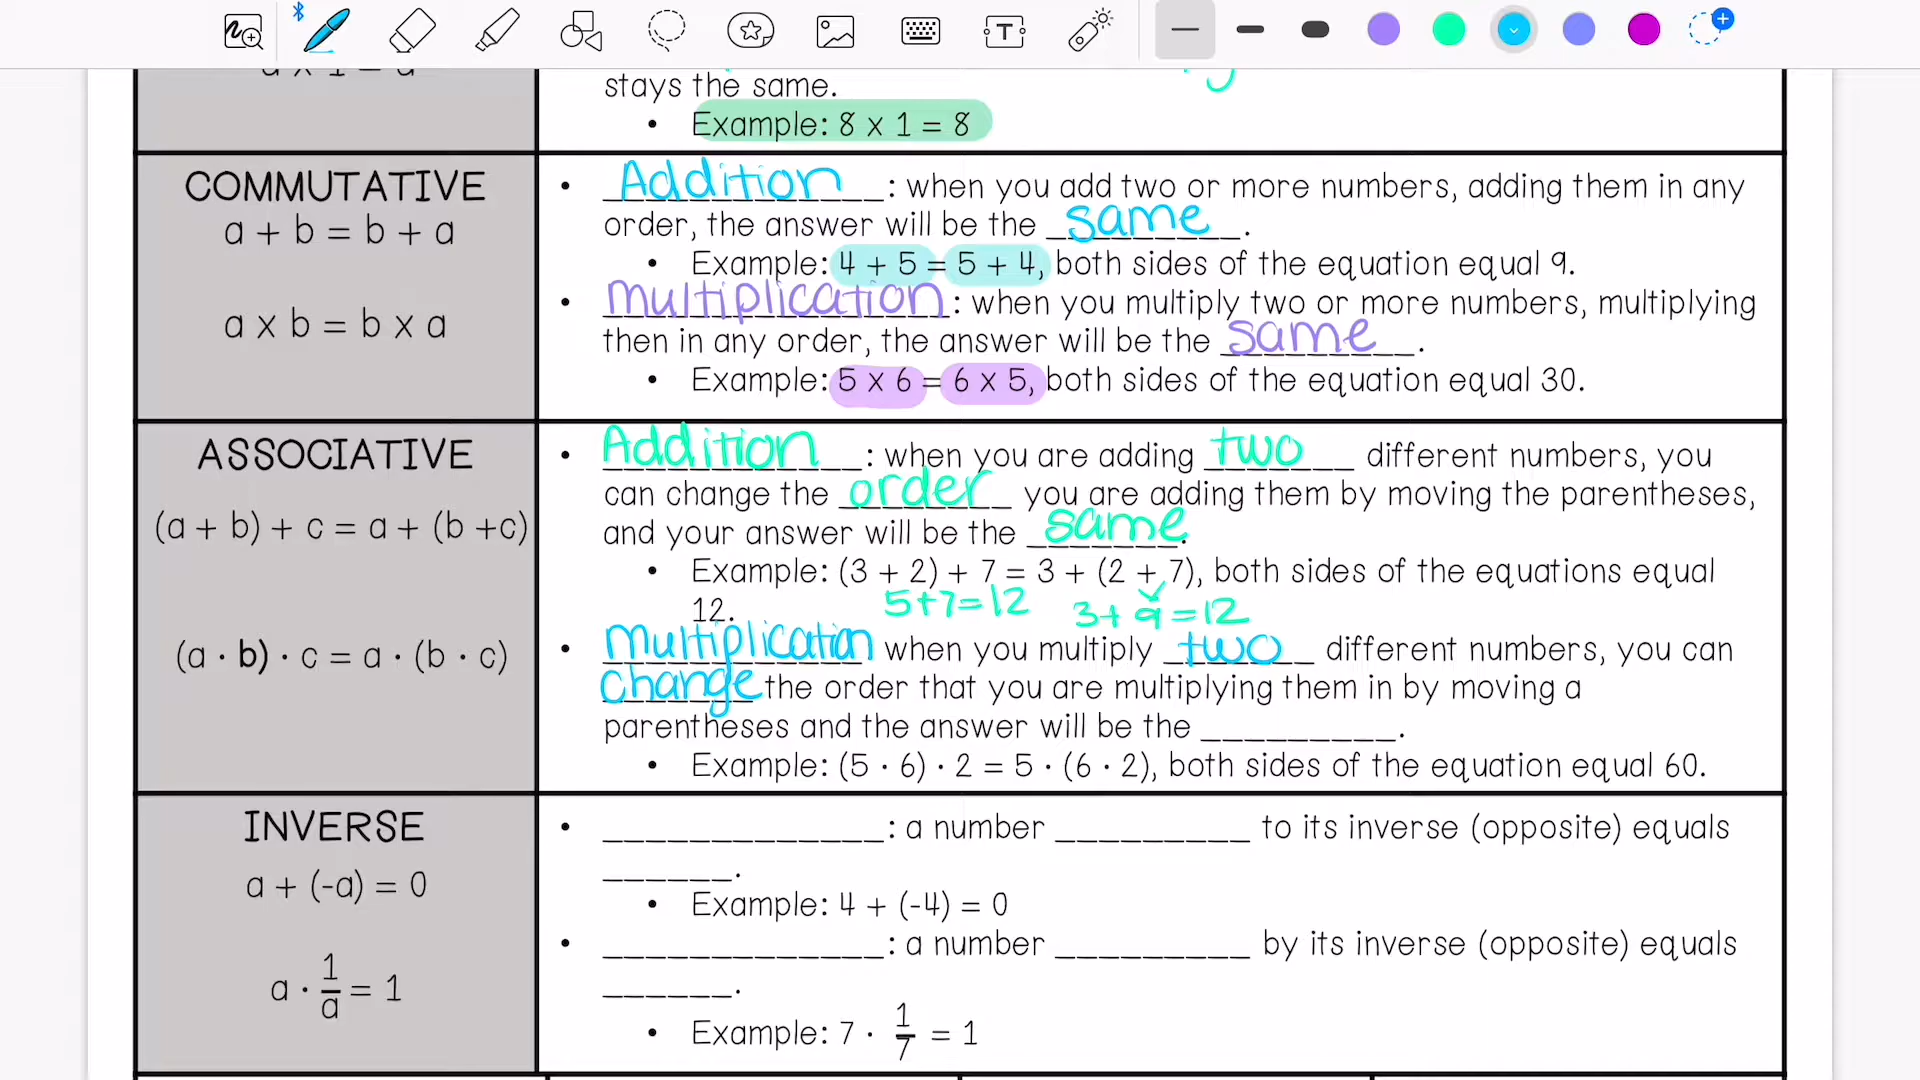 stays the same.
• Example: 8 x 1 = 8
COMMUTATIVE
a + b = b + a
a x b = b x a
• Addition: when you add two or more numbers, adding them in any
order, the answer will be the same.
• Example: 4 + 5 = 5 + 4, both sides of the equation equal 9.
• multiplication: when you multiply two or more numbers, multiplying
then in any order, the answer will be the same.
• Example: 5 x 6 = 6 x 5, both sides of the equation equal 30.
ASSOCIATIVE
(a + b) + c = a + (b +c)
(a · b) · c = a · (b · c)
• Addition: when you are adding two different numbers, you
can change the order you are adding them by moving the parentheses,
and your answer will be the same.
• Example: (3 + 2) + 7 = 3 + (2 + 7), both sides of the equations equal
12.
5+7=12 3+9=12
• multiplication when you multiply two different numbers, you can
change the order that you are multiplying them in by moving a
parentheses and the answer will be the _________.
• Example: (5 · 6) · 2 = 5 · (6 · 2), both sides of the equation equal 60.
INVERSE
a + (-a) = 0
a · 1/a = 1
• _____________: a number _________ to its inverse (opposite) equals
______.
• Example: 4 + (-4) = 0
• _____________: a number _________ by its inverse (opposite) equals
______.
• Example: 7 · 1/7 = 1